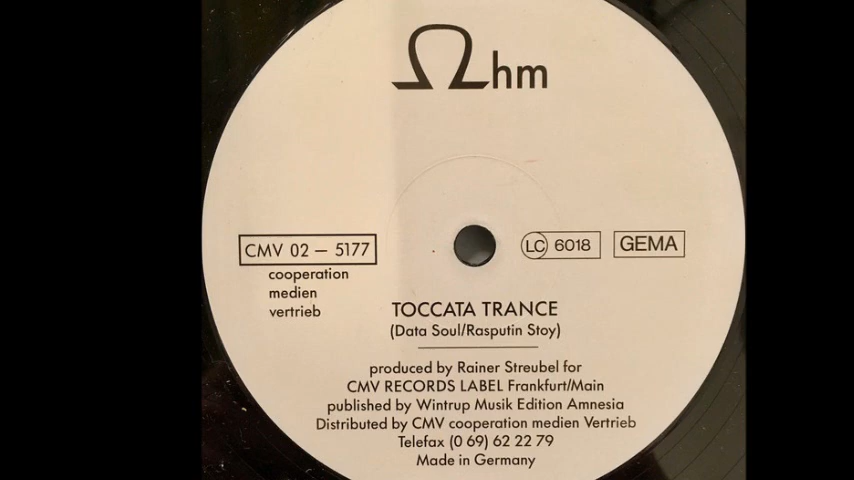 Ωhm
CMV 02 – 5177
cooperation
medien
vertrieb
LC 6018
GEMA
TOCCATA TRANCE
(Data Soul/Rasputin Stoy)
produced by Rainer Streubel for
CMV RECORDS LABEL Frankfurt/Main
published by Wintrup Musik Edition Amnesia
Distributed by CMV cooperation medien Vertrieb
Telefax (0 69) 62 22 79
Made in Germany